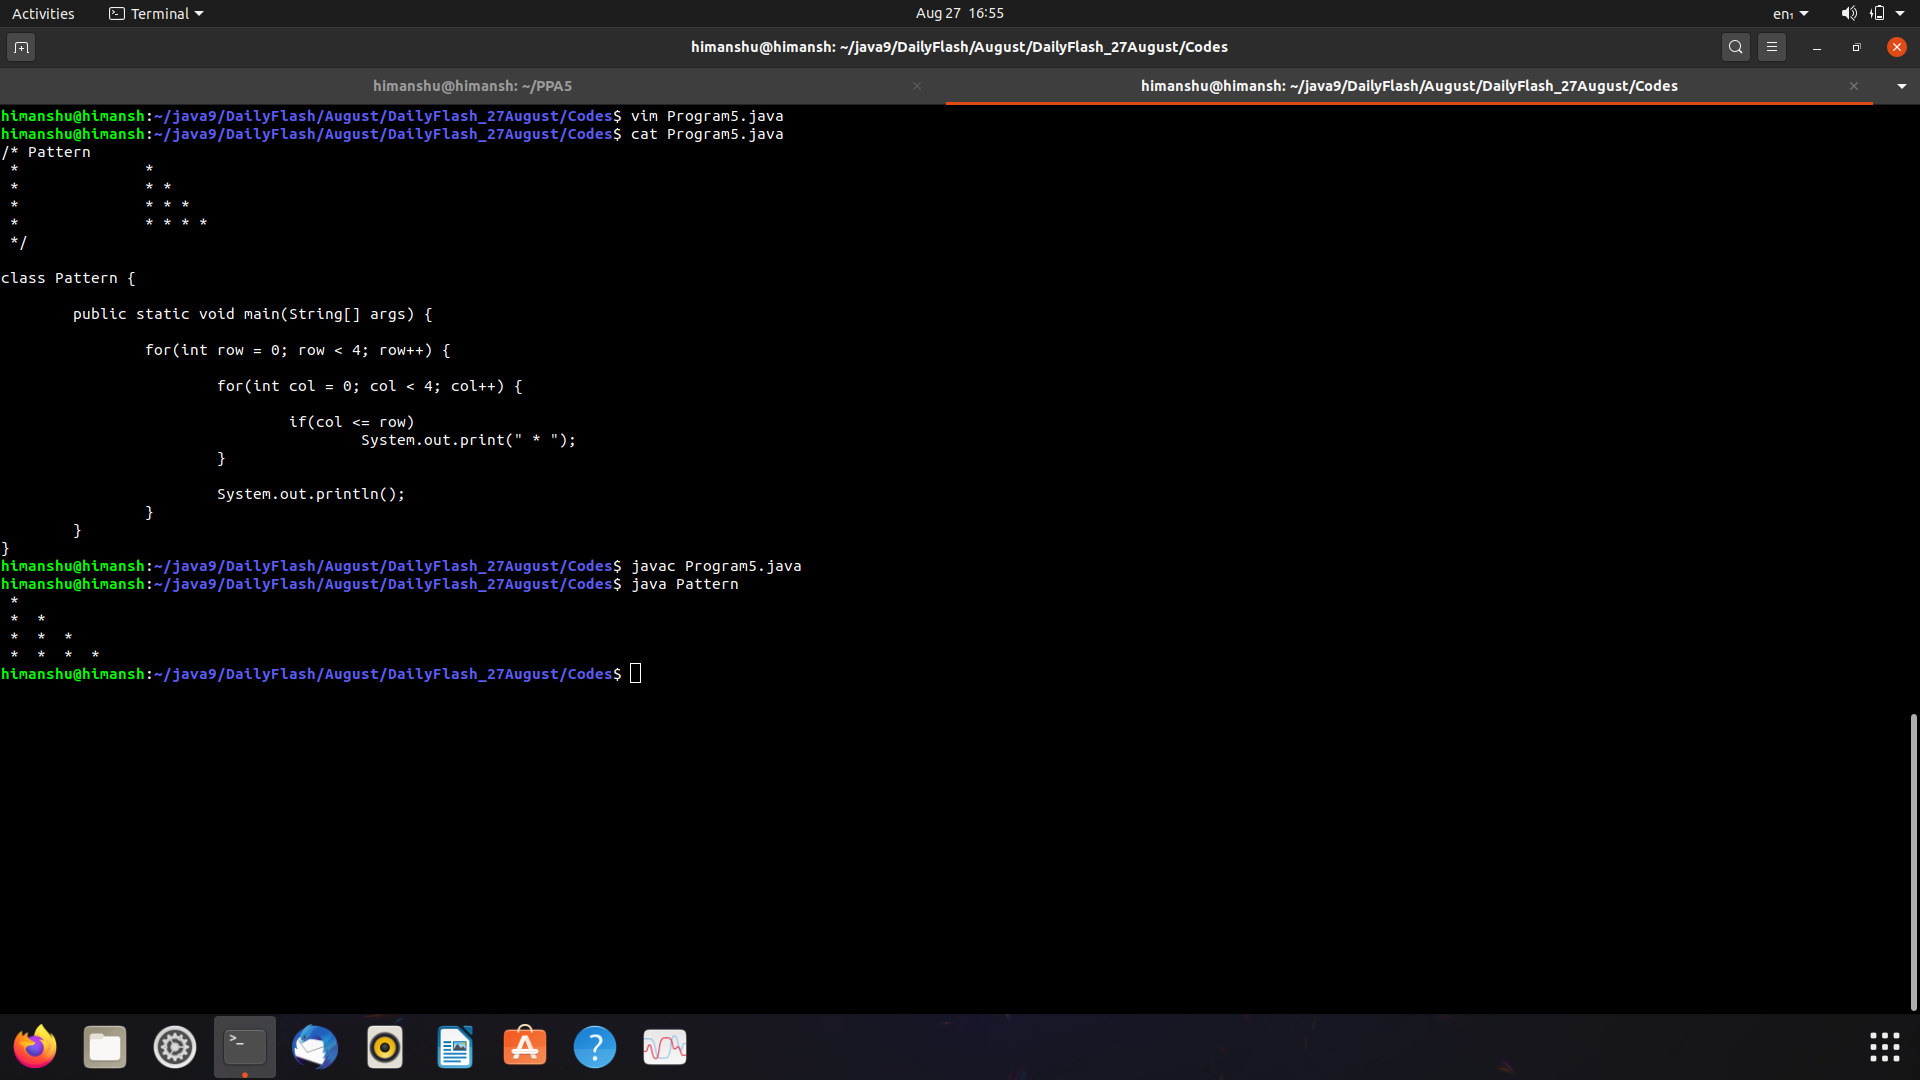 Activities Terminal Aug 27 16:55 en₁
himanshu@himansh: ~/java9/DailyFlash/August/DailyFlash_27August/Codes
himanshu@himansh: ~/PPA5 himanshu@himansh: ~/java9/DailyFlash/August/DailyFlash_27August/Codes
himanshu@himansh:~/java9/DailyFlash/August/DailyFlash_27August/Codes$ vim Program5.java
himanshu@himansh:~/java9/DailyFlash/August/DailyFlash_27August/Codes$ cat Program5.java
/* Pattern
 *              *
 *              * *
 *              * * *
 *              * * * *
 */
class Pattern {
        public static void main(String[] args) {
                for(int row = 0; row < 4; row++) {
                        for(int col = 0; col < 4; col++) {
                                if(col <= row)
                                        System.out.print(" * ");
                        }
                        System.out.println();
                }
        }
}
himanshu@himansh:~/java9/DailyFlash/August/DailyFlash_27August/Codes$ javac Program5.java
himanshu@himansh:~/java9/DailyFlash/August/DailyFlash_27August/Codes$ java Pattern
 *
 *  *
 *  *  *
 *  *  *  *
himanshu@himansh:~/java9/DailyFlash/August/DailyFlash_27August/Codes$